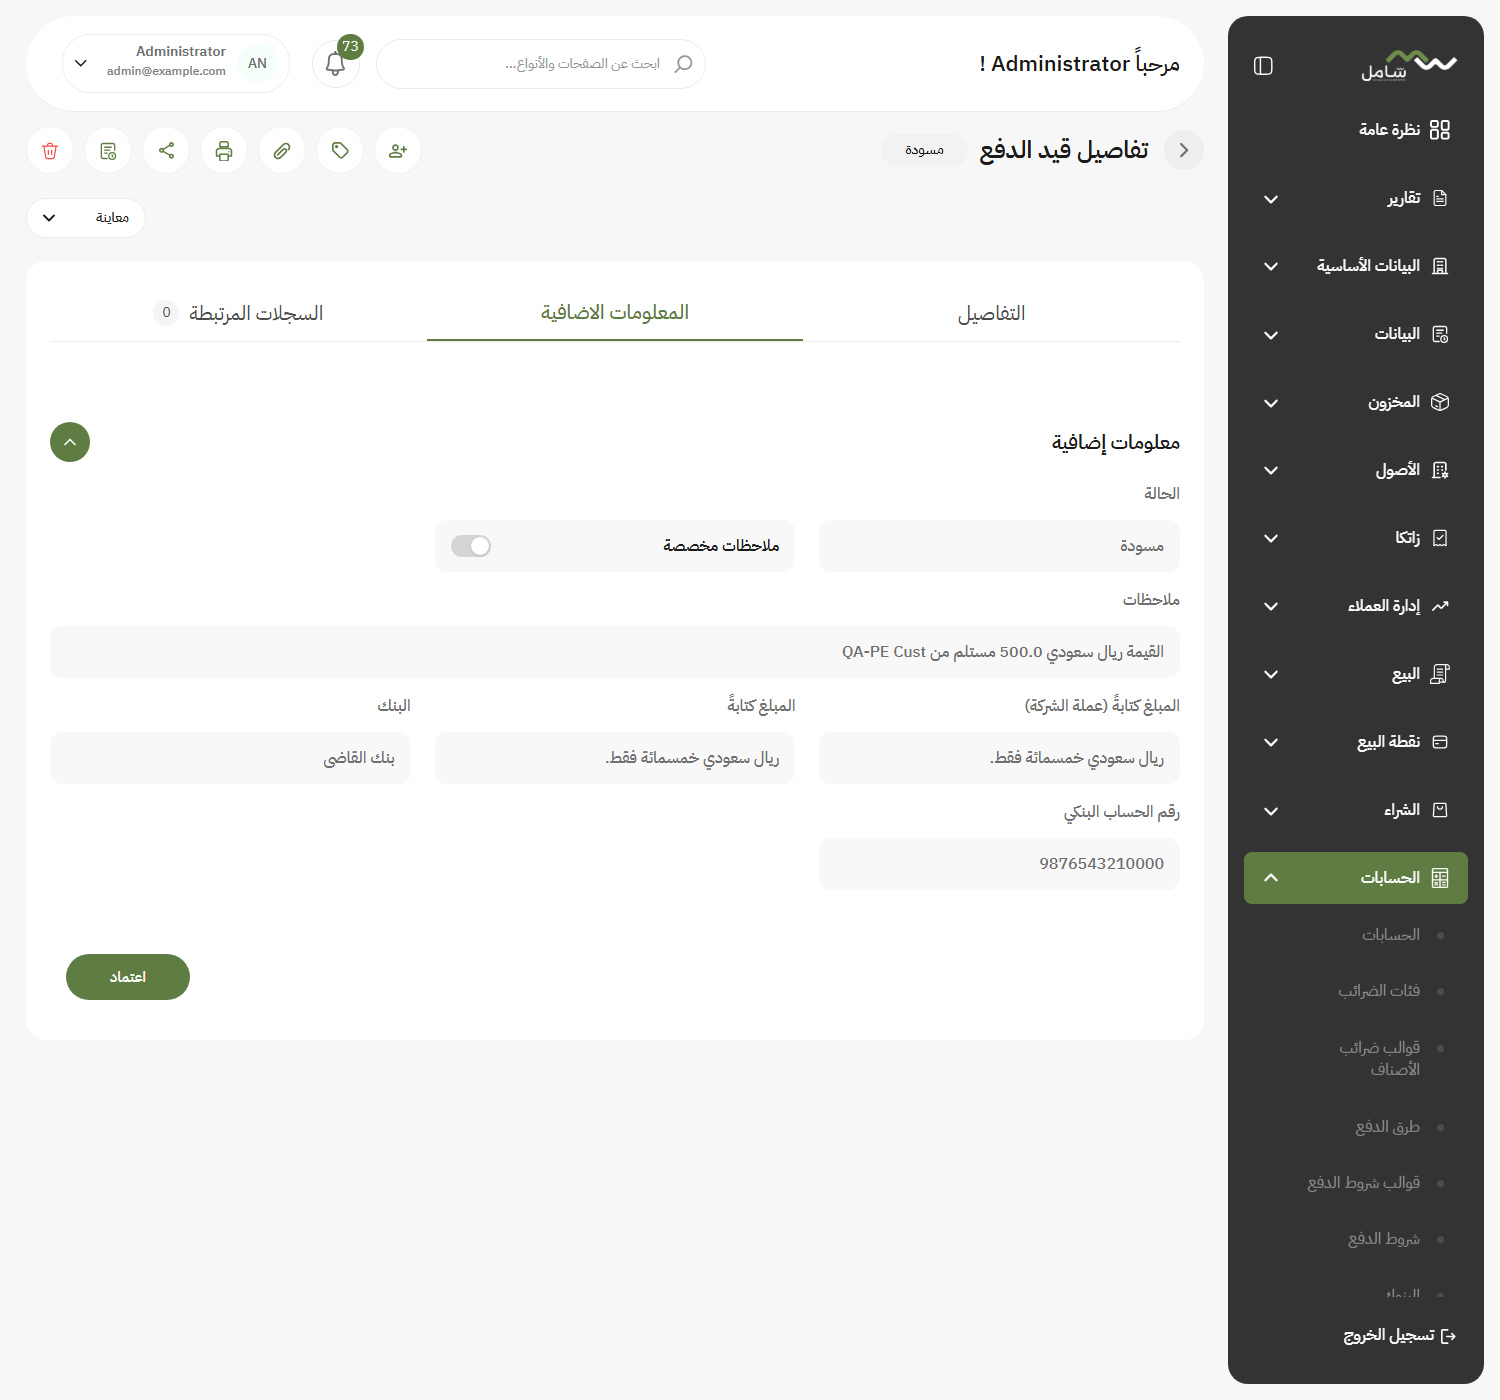 شامل
نظرة عامة
تقارير
البيانات الأساسية
البيانات
المخزون
الأصول
زاتكا
إدارة العملاء
البيع
نقطة البيع
الشراء
الحسابات
الحسابات
فئات الضرائب
قوالب ضرائب
الأصناف
طرق الدفع
قوالب شروط الدفع
شروط الدفع
البنوك
تسجيل الخروج
مرحباً Administrator !
ابحث عن الصفحات والأنواع...
73
AN
Administrator
admin@example.com
تفاصيل قيد الدفع
مسودة
معاينة
التفاصيل
المعلومات الاضافية
السجلات المرتبطة 0
معلومات إضافية
الحالة
مسودة
ملاحظات مخصصة
ملاحظات
القيمة ريال سعودي 500.0 مستلم من QA-PE Cust
المبلغ كتابةً (عملة الشركة)
المبلغ كتابةً
البنك
ريال سعودي خمسمائة فقط.
ريال سعودي خمسمائة فقط.
بنك القاضى
رقم الحساب البنكي
9876543210000
اعتماد